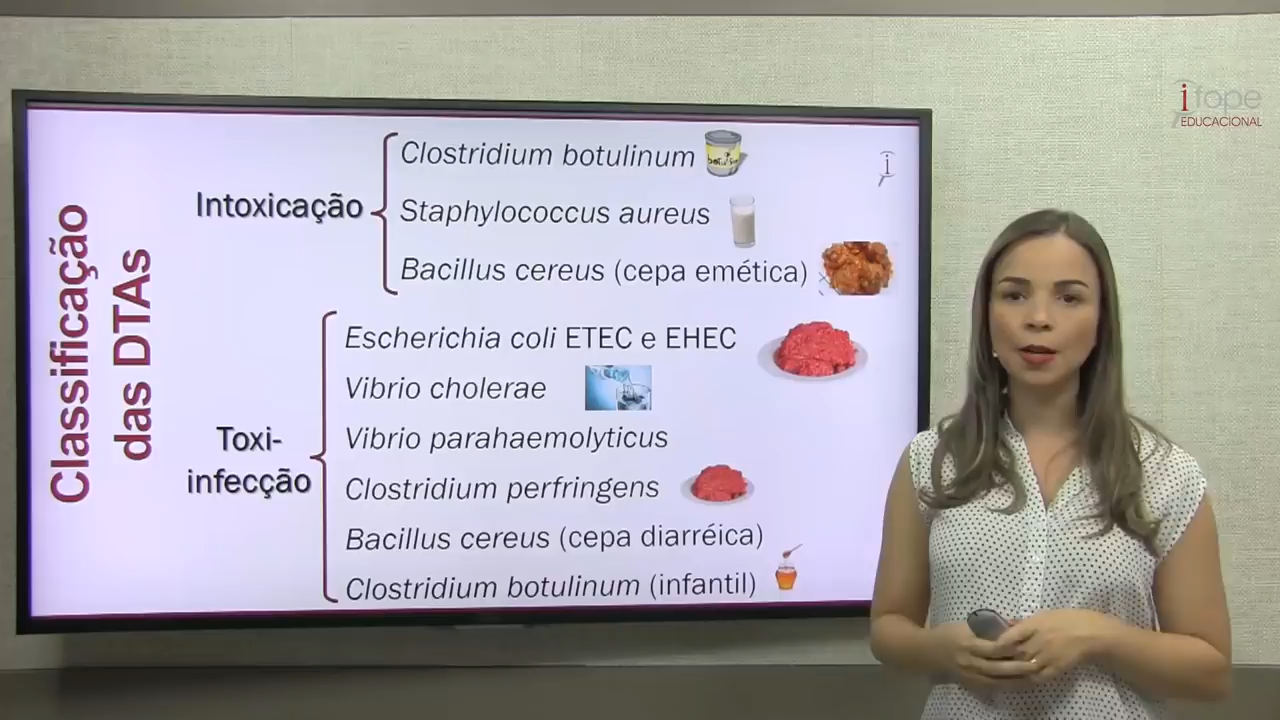 Classificação
das DTAs
Intoxicação
Clostridium botulinum
Staphylococcus aureus
Bacillus cereus (cepa emética)
Toxi-
infecção
Escherichia coli ETEC e EHEC
Vibrio cholerae
Vibrio parahaemolyticus
Clostridium perfringens
Bacillus cereus (cepa diarréica)
Clostridium botulinum (infantil)
ifope
EDUCACIONAL
i